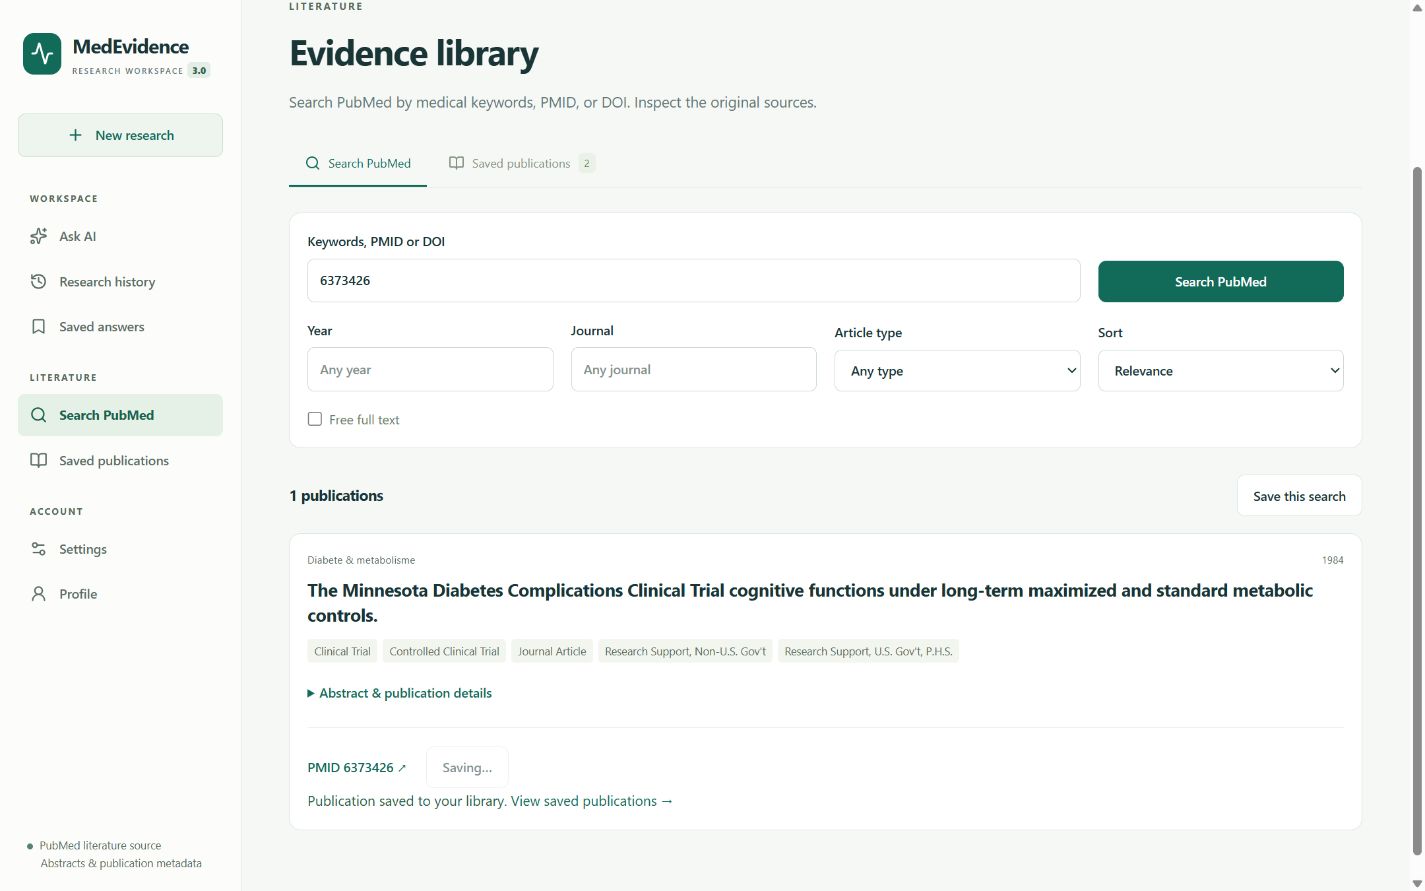 MedEvidence
RESEARCH WORKSPACE 3.0
+ New research
WORKSPACE
Ask AI
Research history
Saved answers
LITERATURE
Search PubMed
Saved publications
ACCOUNT
Settings
Profile
PubMed literature source
Abstracts & publication metadata
LITERATURE
Evidence library
Search PubMed by medical keywords, PMID, or DOI. Inspect the original sources.
Search PubMed
Saved publications 2
Keywords, PMID or DOI
6373426
Search PubMed
Year
Journal
Article type
Sort
Any year
Any journal
Any type
Relevance
Free full text
1 publications
Save this search
Diabete & metabolisme
1984
The Minnesota Diabetes Complications Clinical Trial cognitive functions under long-term maximized and standard metabolic
controls.
Clinical Trial
Controlled Clinical Trial
Journal Article
Research Support, Non-U.S. Gov't
Research Support, U.S. Gov't, P.H.S.
▶ Abstract & publication details
PMID 6373426 ↗
Saving...
Publication saved to your library. View saved publications →